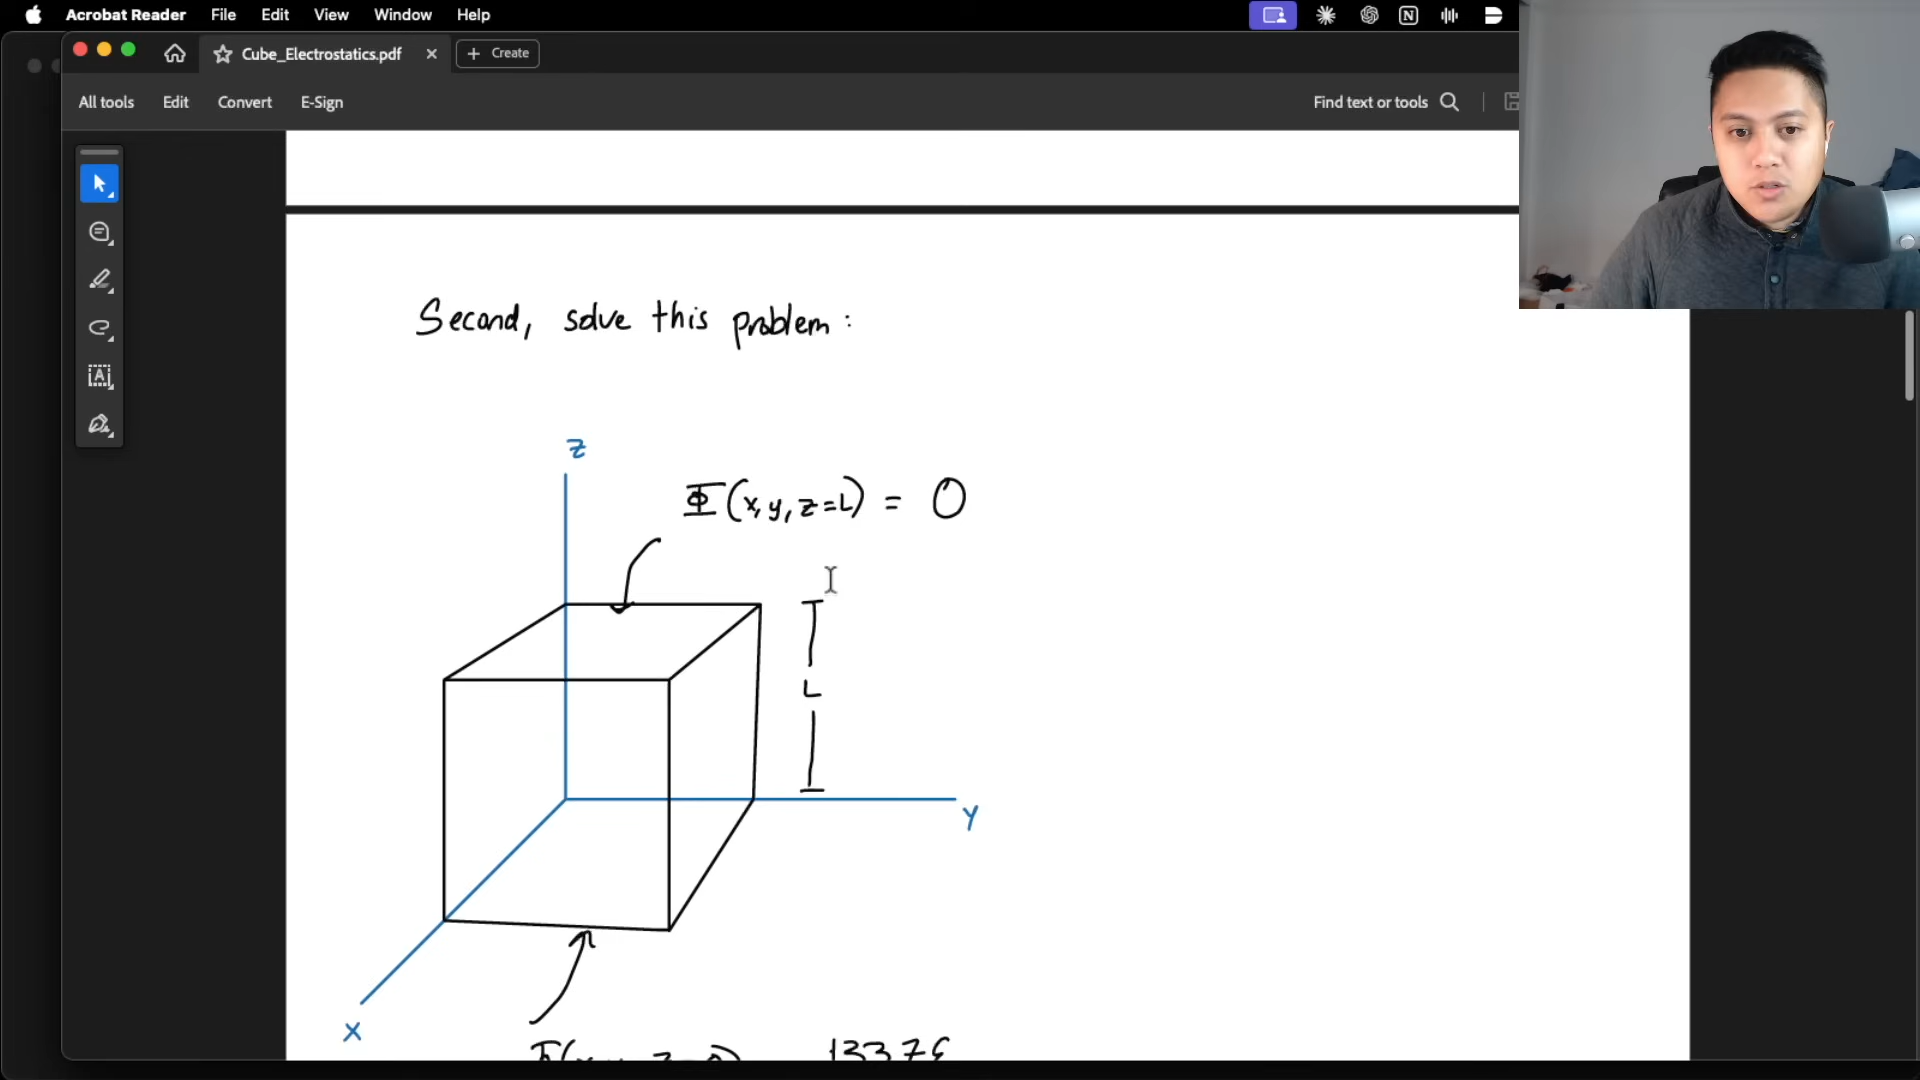 Acrobat Reader File Edit View Window Help
Cube_Electrostatics.pdf
Create
All tools Edit Convert E-Sign
Find text or tools
Second, solve this problem:
z
Φ(x, y, z=L) = 0
L
y
x